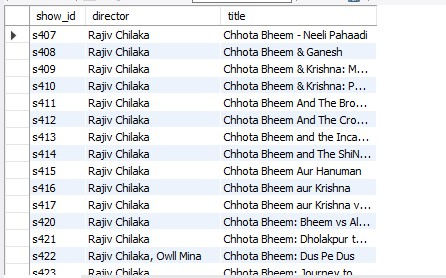 show_id director title
s407 Rajiv Chilaka Chhota Bheem - Neeli Pahaadi
s408 Rajiv Chilaka Chhota Bheem & Ganesh
s409 Rajiv Chilaka Chhota Bheem & Krishna: M...
s410 Rajiv Chilaka Chhota Bheem & Krishna: P...
s411 Rajiv Chilaka Chhota Bheem And The Bro...
s412 Rajiv Chilaka Chhota Bheem And The Cro...
s413 Rajiv Chilaka Chhota Bheem and the Inca...
s414 Rajiv Chilaka Chhota Bheem and The ShiN...
s415 Rajiv Chilaka Chhota Bheem Aur Hanuman
s416 Rajiv Chilaka Chhota Bheem aur Krishna
s417 Rajiv Chilaka Chhota Bheem aur Krishna v...
s420 Rajiv Chilaka Chhota Bheem: Bheem vs Al...
s421 Rajiv Chilaka Chhota Bheem: Dholakpur t...
s422 Rajiv Chilaka, Owll Mina Chhota Bheem: Dus Pe Dus
s423 Rajiv Chilaka Chhota Bheem: Journey to...